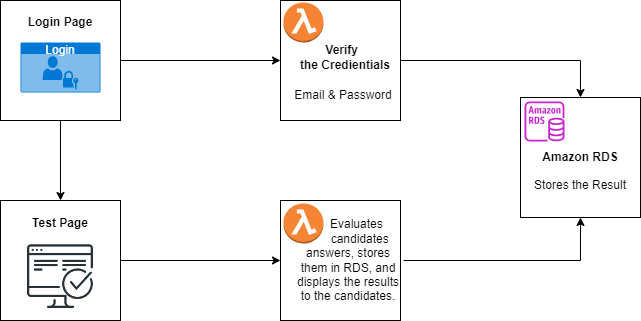 Login Page
Login
Verify
the Credientials
Email & Password
Amazon
RDS
Amazon RDS
Stores the Result
Test Page
Evaluates
candidates
answers, stores
them in RDS, and
displays the results
to the candidates.